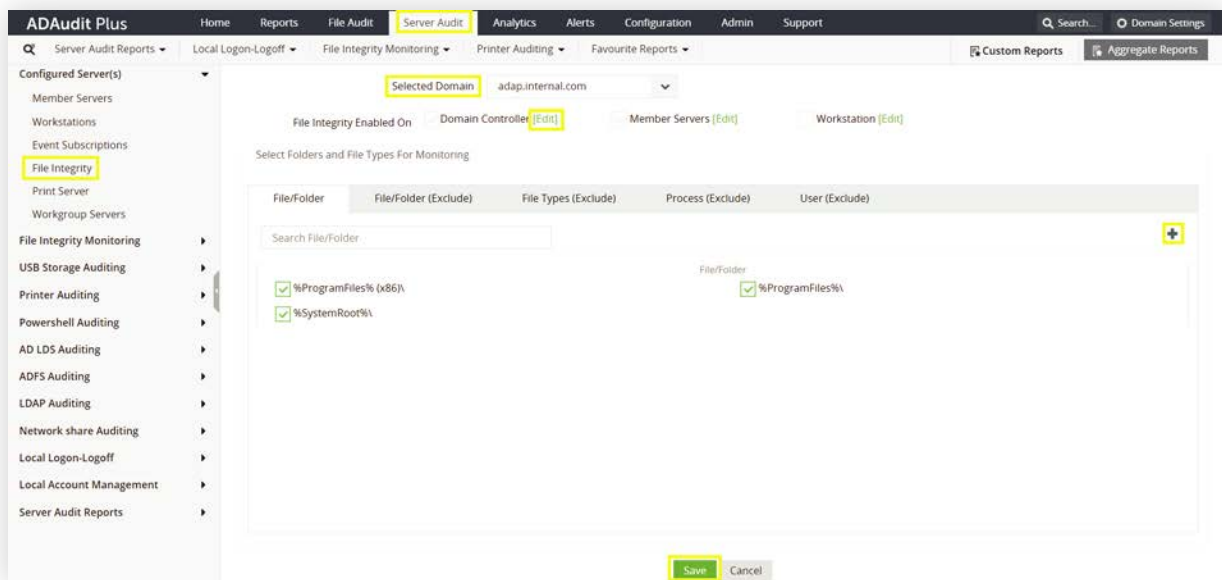 ADAudit Plus Home Reports File Audit Server Audit Analytics Alerts Configuration Admin Support Search... Domain Settings
Server Audit Reports Local Logon-Logoff File Integrity Monitoring Printer Auditing Favourite Reports Custom Reports Aggregate Reports
Configured Server(s)
Member Servers
Workstations
Event Subscriptions
File Integrity
Print Server
Workgroup Servers
File Integrity Monitoring
USB Storage Auditing
Printer Auditing
Powershell Auditing
AD LDS Auditing
ADFS Auditing
LDAP Auditing
Network share Auditing
Local Logon-Logoff
Local Account Management
Server Audit Reports
Selected Domain adap.internal.com
File Integrity Enabled On Domain Controller [Edit] Member Servers [Edit] Workstation [Edit]
Select Folders and File Types For Monitoring
File/Folder File/Folder (Exclude) File Types (Exclude) Process (Exclude) User (Exclude)
Search File/Folder
File/Folder
%ProgramFiles% (x86)\ %ProgramFiles%\
%SystemRoot%\
Save Cancel